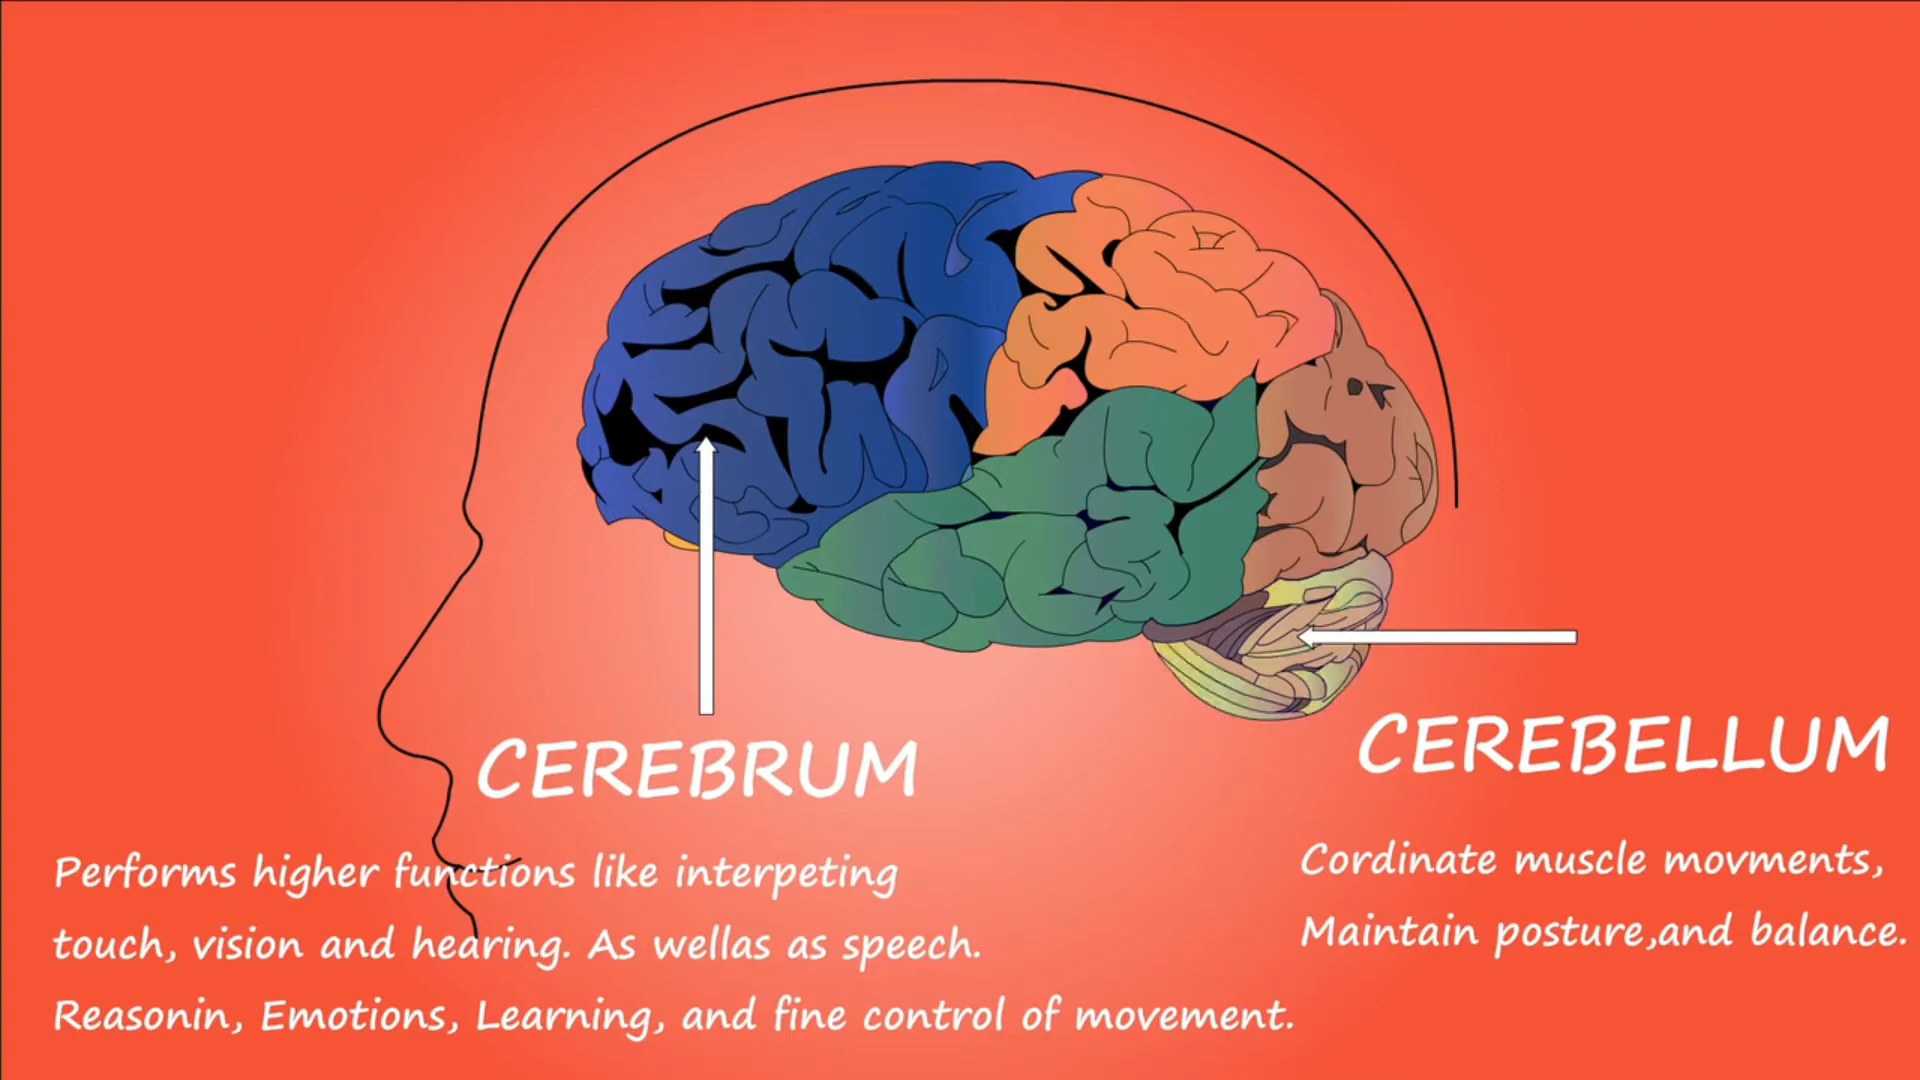 CEREBRUM
Performs higher functions like interpeting
touch, vision and hearing. As wellas as speech.
Reasonin, Emotions, Learning, and fine control of movement.
CEREBELLUM
Cordinate muscle movments,
Maintain posture,and balance.